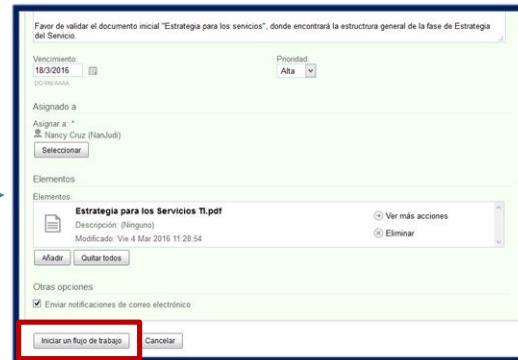 Favor de validar el documento inicial "Estrategia para los servicios", donde encontrará la estructrura general de la fase de Estrategia
del Servicio.
Vencimiento:
Prioridad:
18/3/2016
Alta
DD/MM/AAAA
Asignado a
Asignar a: *
Nancy Cruz (NanJudi)
Seleccionar
Elementos
Elementos:
Estrategia para los Servicios TI.pdf
Descripción: (Ninguno)
Modificado: Vie 4 Mar 2016 11:28:54
Ver más acciones
Eliminar
Añadir
Quitar todos
Otras opciones
Enviar notificaciones de correo electrónico
Iniciar un flujo de trabajo
Cancelar